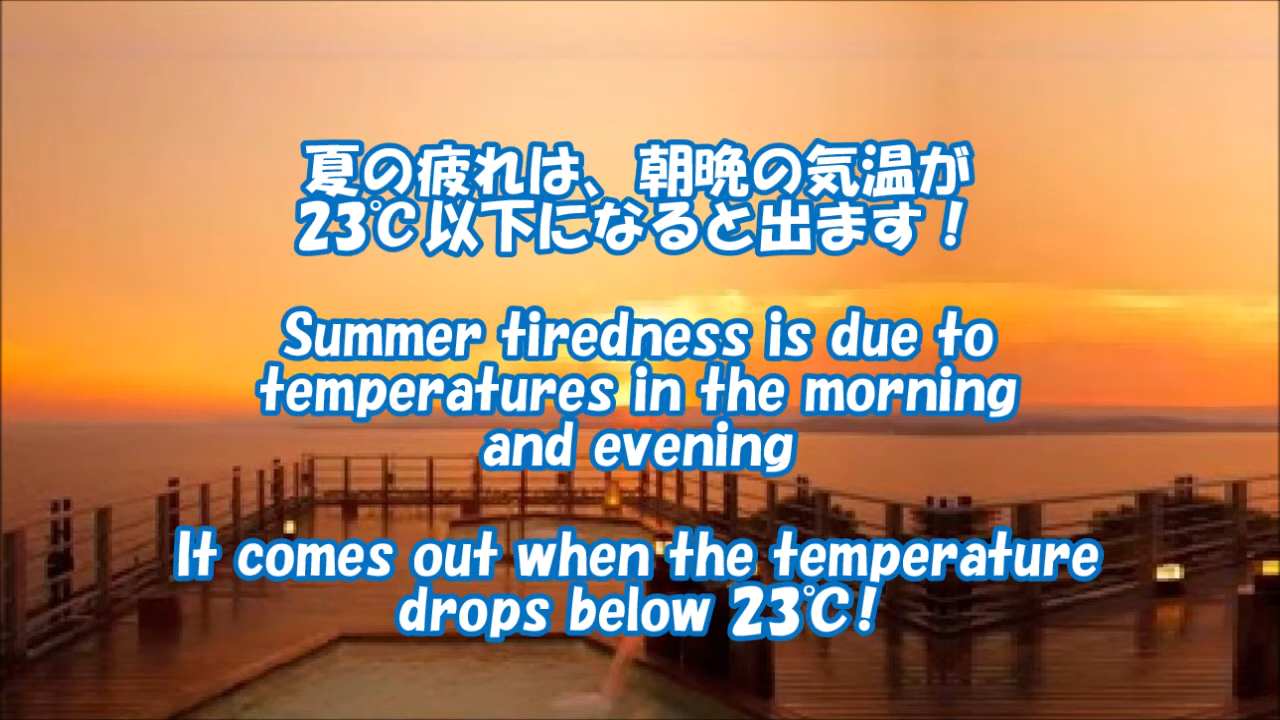 夏の疲れは、朝晩の気温が
23℃以下になると出ます！
Summer tiredness is due to
temperatures in the morning
and evening
It comes out when the temperature
drops below 23℃!